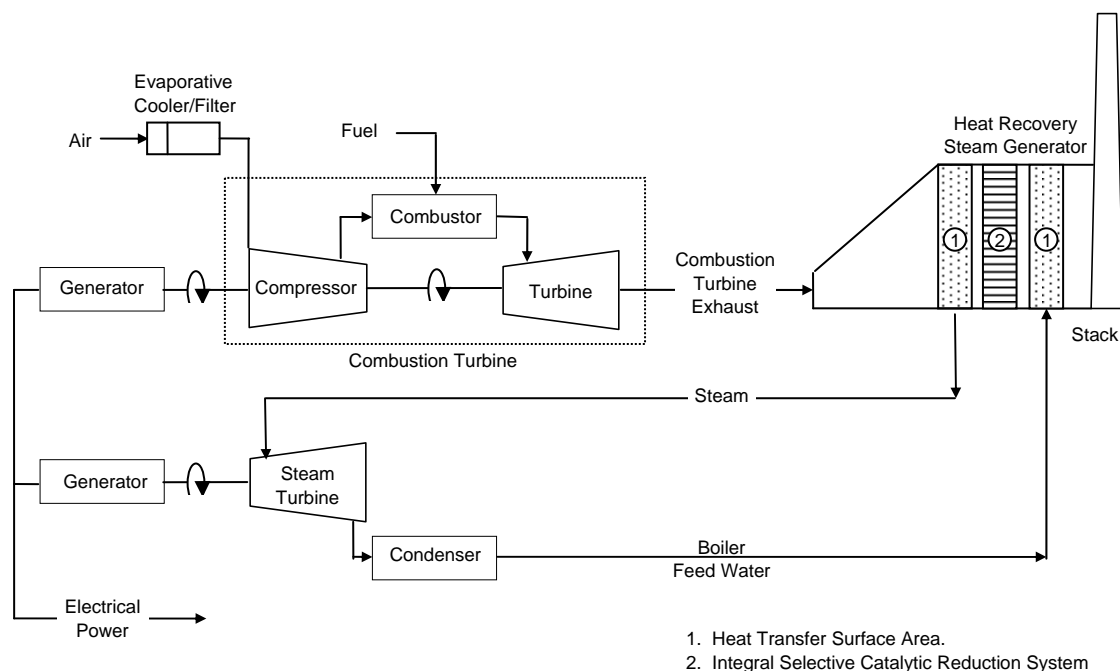 Evaporative
Cooler/Filter
Air
Fuel
Heat Recovery
Steam Generator
Combustor
1
2
1
Generator
Compressor
Turbine
Combustion
Turbine
Exhaust
Combustion Turbine
Stack
Steam
Generator
Steam
Turbine
Condenser
Boiler
Feed Water
Electrical
Power
1. Heat Transfer Surface Area.
2. Integral Selective Catalytic Reduction System